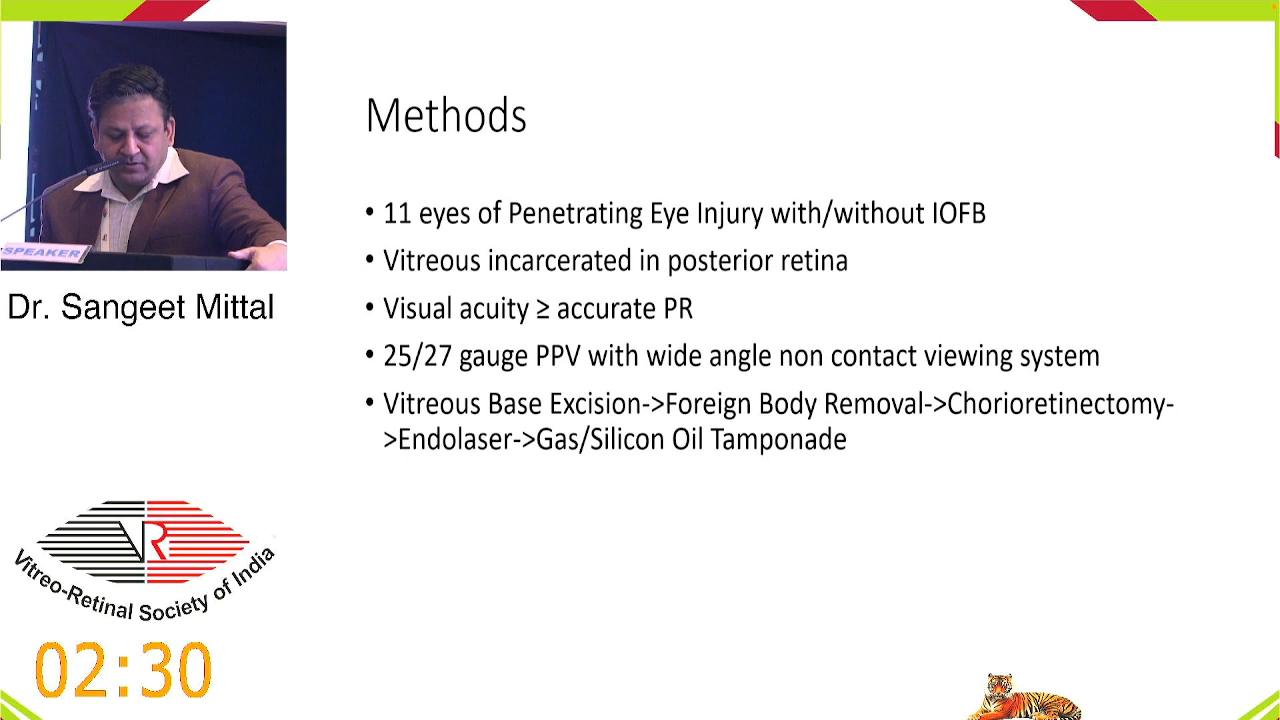 Methods
• 11 eyes of Penetrating Eye Injury with/without IOFB
• Vitreous incarcerated in posterior retina
• Visual acuity ≥ accurate PR
• 25/27 gauge PPV with wide angle non contact viewing system
• Vitreous Base Excision->Foreign Body Removal->Chorioretinectomy-
>Endolaser->Gas/Silicon Oil Tamponade
SPEAKER
Dr. Sangeet Mittal
VR
Vitreo-Retinal Society of India
02:30